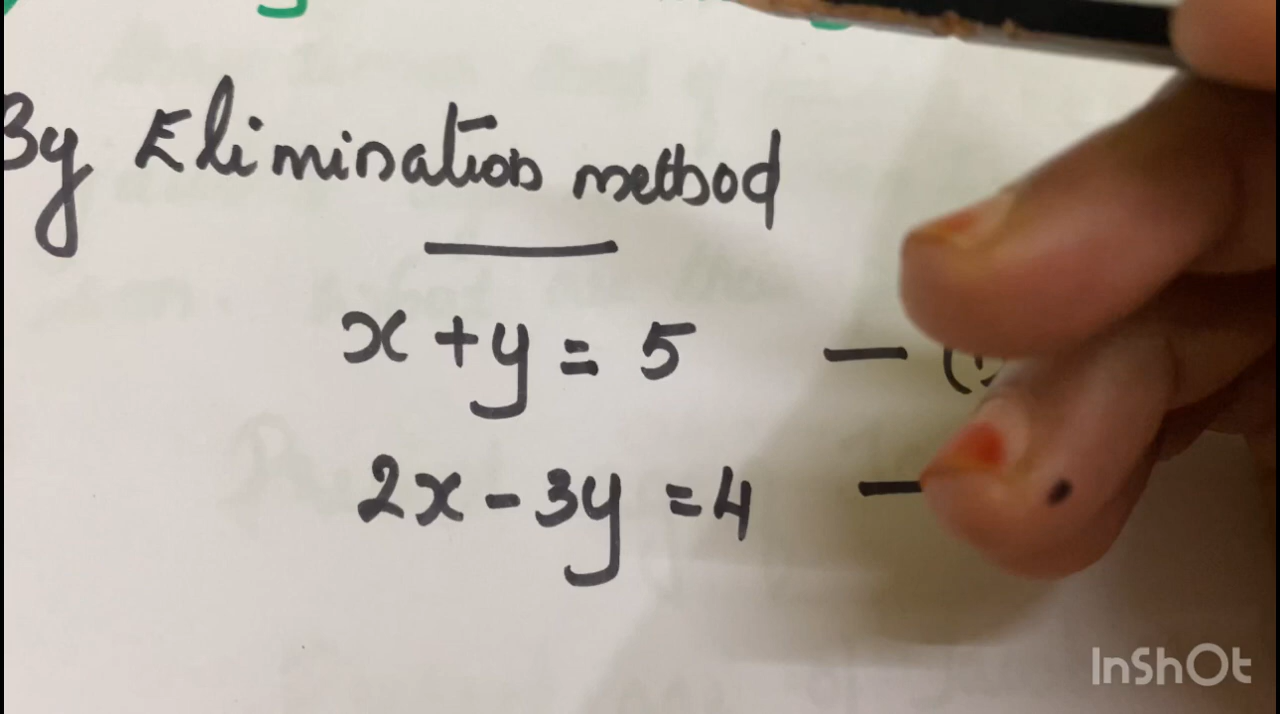 By Elimination method
x + y = 5 —
2x - 3y = 4 —
InShOt